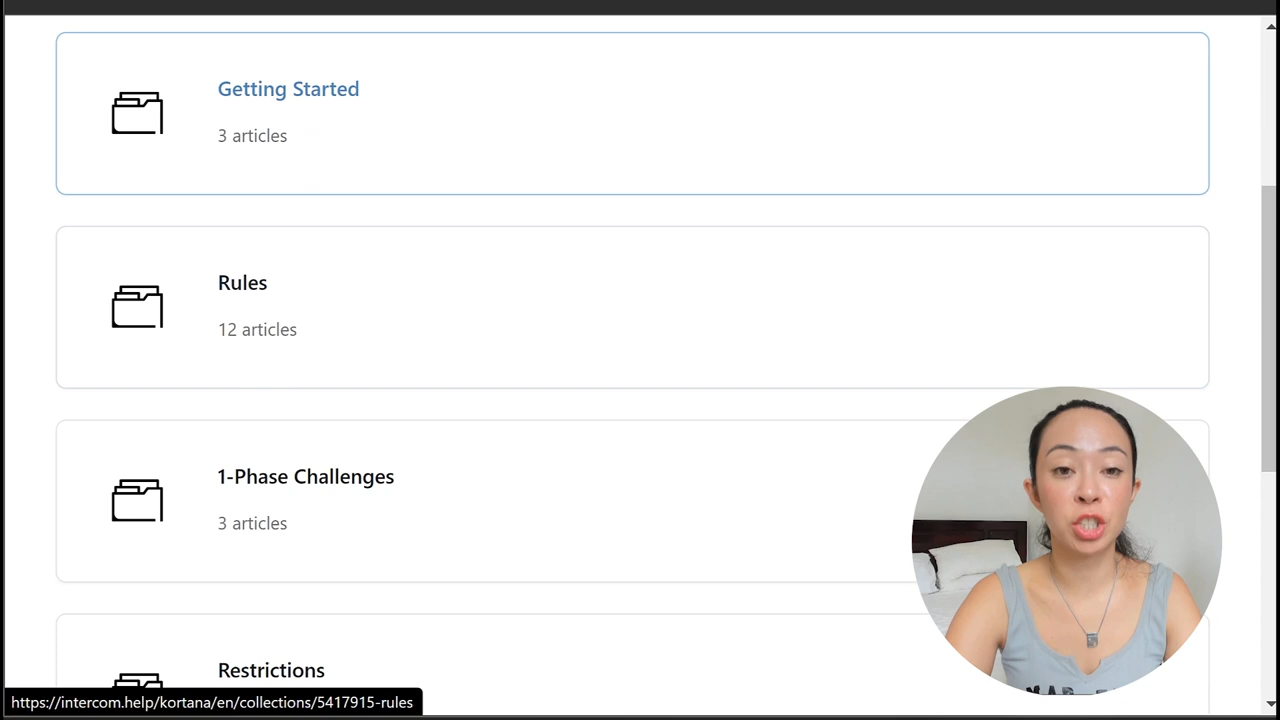 Getting Started
3 articles
Rules
12 articles
1-Phase Challenges
3 articles
Restrictions
https://intercom.help/kortana/en/collections/5417915-rules